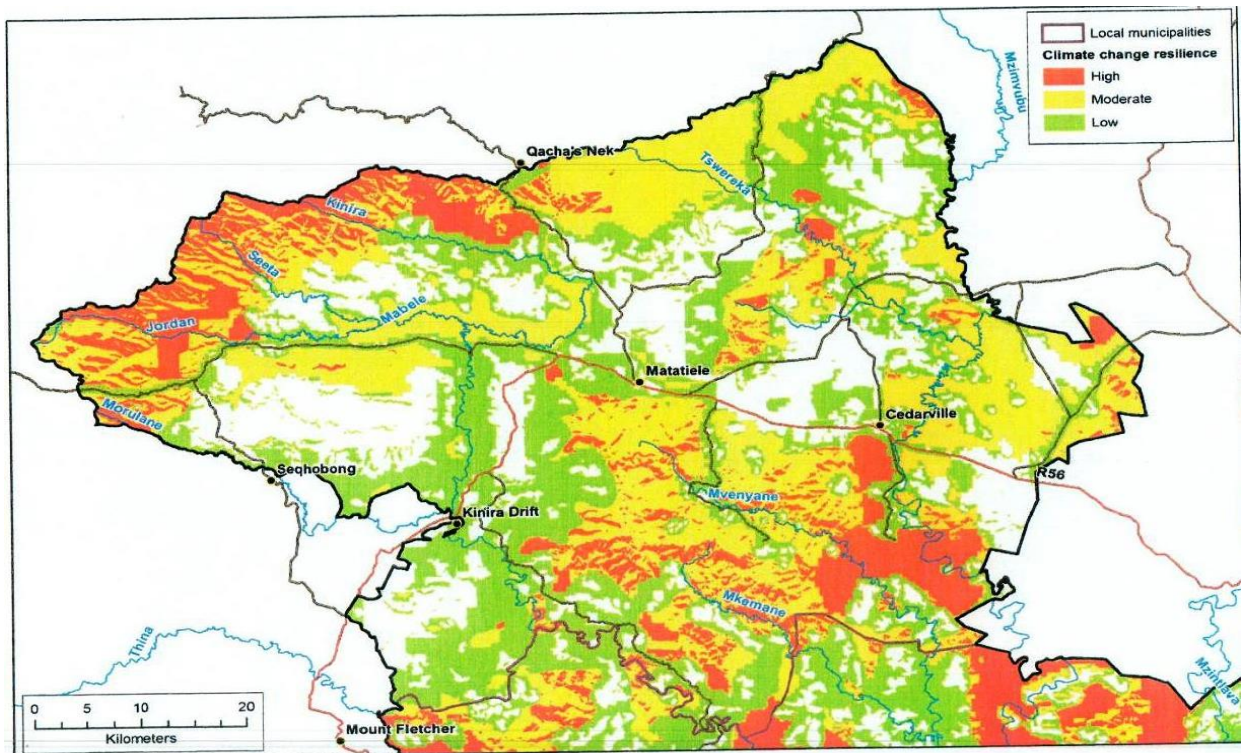 Local municipalities
Climate change resilience
High
Moderate
Low
Mzimvubu
Qacha's Nek
Tswereka
Kinira
Seeta
Mabele
Jordan
Matatiele
Morulane
Cedarville
Seqhobong
R56
Mvenyane
Kinira Drift
Mkemane
Thina
Mzintlava
0 5 10 20
Kilometers
Mount Fletcher